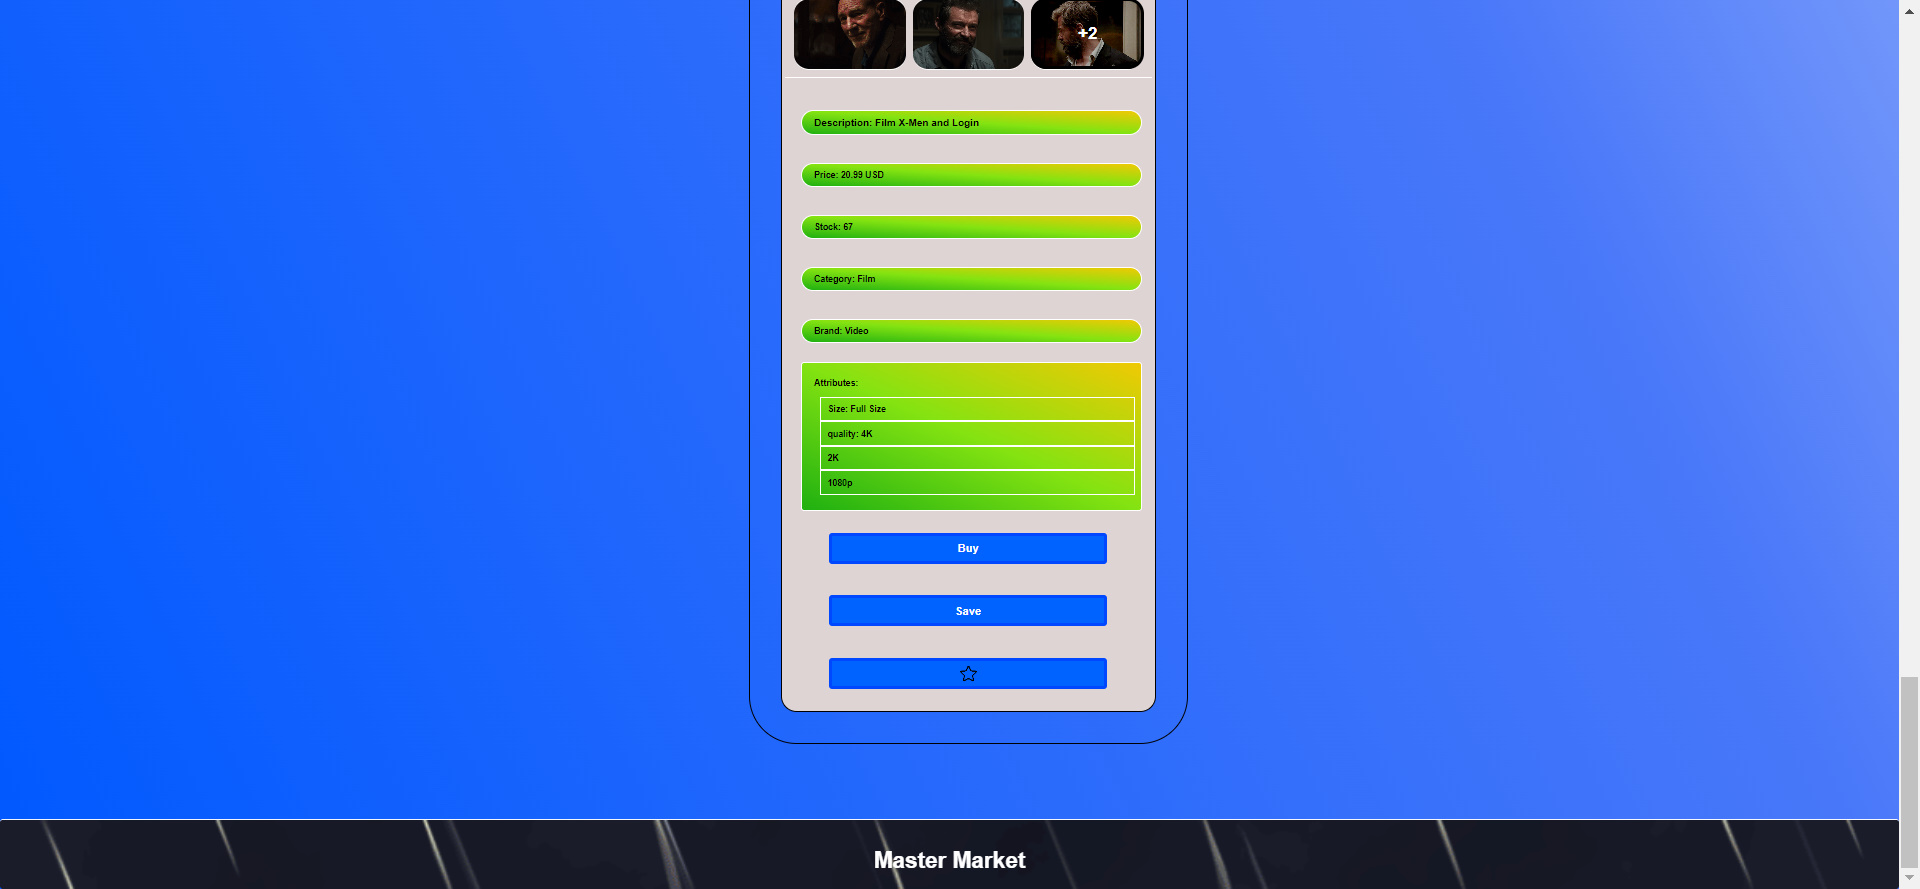 +2
Description: Film X-Men and Login
Price: 20.99 USD
Stock: 67
Category: Film
Brand: Video
Attributes:
Size: Full Size
quality: 4K
2K
1080p
Buy
Save
Master Market